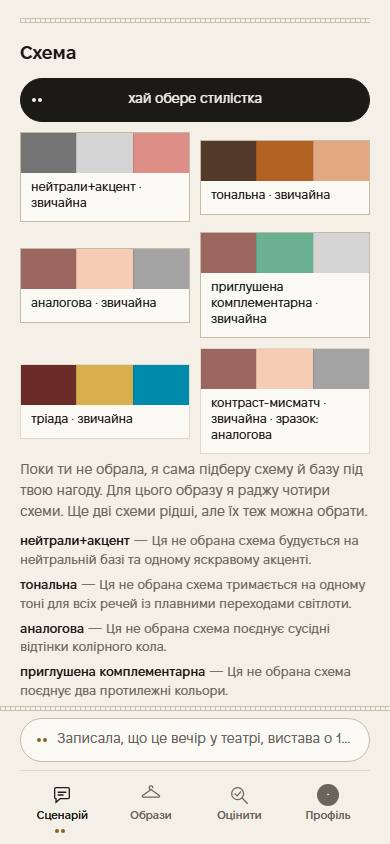 Схема
хай обере стилістка
нейтрали+акцент ·
звичайна
тональна · звичайна
аналогова · звичайна
приглушена
комплементарна ·
звичайна
тріада · звичайна
контраст-мисматч ·
звичайна · зразок:
аналогова
Поки ти не обрала, я сама підберу схему й базу під
твою нагоду. Для цього образу я раджу чотири
схеми. Ще дві схеми рідші, але їх теж можна обрати.
нейтрали+акцент — Ця не обрана схема будується на
нейтральній базі та одному яскравому акценті.
тональна — Ця не обрана схема тримається на одному
тоні для всіх речей із плавними переходами світлоти.
аналогова — Ця не обрана схема поєднує сусідні
відтінки колірного кола.
приглушена комплементарна — Ця не обрана схема
поєднує два протилежні кольори.
Записала, що це вечір у театрі, вистава о 1...
Сценарій
Образи
Оцінити
Профіль